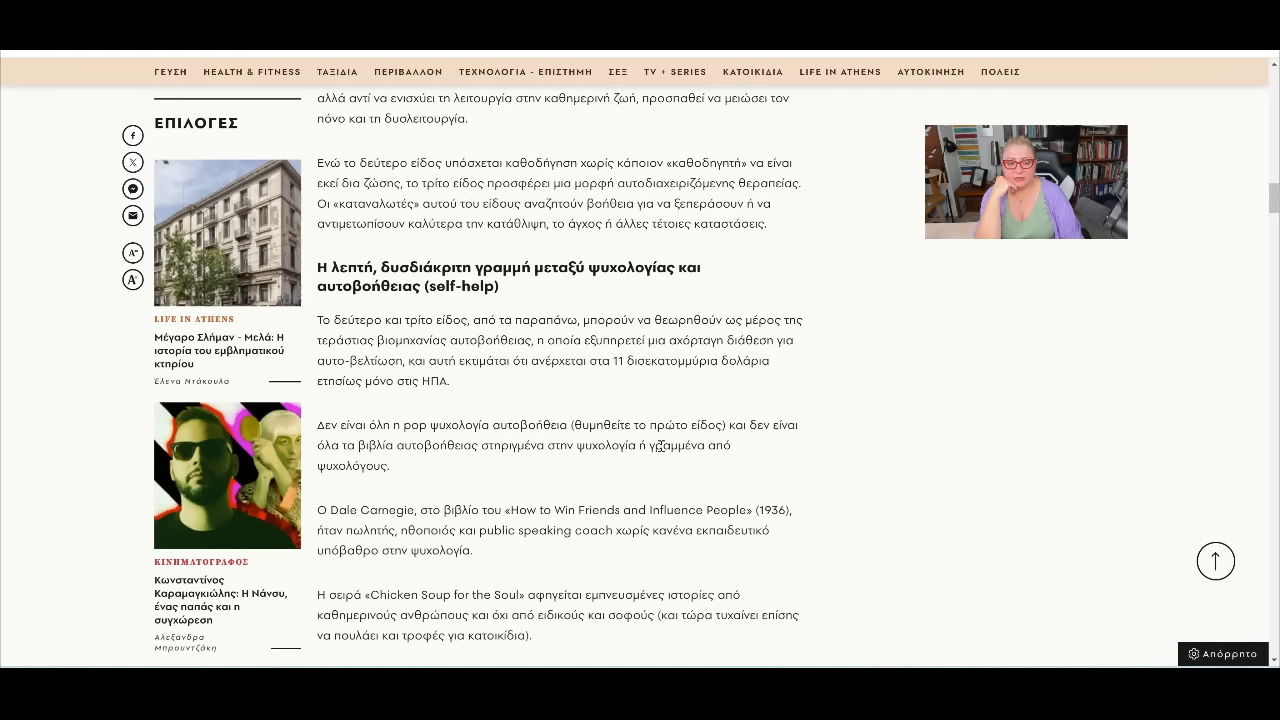 ΓΕΥΣΗ HEALTH & FITNESS ΤΑΞΙΔΙΑ ΠΕΡΙΒΑΛΛΟΝ ΤΕΧΝΟΛΟΓΙΑ - ΕΠΙΣΤΗΜΗ ΣΕΞ TV + SERIES ΚΑΤΟΙΚΙΔΙΑ LIFE IN ATHENS ΑΥΤΟΚΙΝΗΣΗ ΠΟΛΕΙΣ
ΕΠΙΛΟΓΕΣ
LIFE IN ATHENS
Μέγαρο Σλήμαν - Μελά: Η
ιστορία του εμβληματικού
κτηρίου
Έλενα Ντάκουλα
ΚΙΝΗΜΑΤΟΓΡΑΦΟΣ
Κωνσταντίνος
Καραμαγκιώλης: Η Νάνσυ,
ένας παπάς και η
συγχώρεση
Αλεξάνδρα
Μπρουντζάκη
αλλά αντί να ενισχύει τη λειτουργία στην καθημερινή ζωή, προσπαθεί να μειώσει τον
πόνο και τη δυσλειτουργία.
Ενώ το δεύτερο είδος υπόσχεται καθοδήγηση χωρίς κάποιον «καθοδηγητή» να είναι
εκεί δια ζώσης, το τρίτο είδος προσφέρει μια μορφή αυτοδιαχειριζόμενης θεραπείας.
Οι «καταναλωτές» αυτού του είδους αναζητούν βοήθεια για να ξεπεράσουν ή να
αντιμετωπίσουν καλύτερα την κατάθλιψη, το άγχος ή άλλες τέτοιες καταστάσεις.
Η λεπτή, δυσδιάκριτη γραμμή μεταξύ ψυχολογίας και
αυτοβοήθειας (self-help)
Το δεύτερο και τρίτο είδος, από τα παραπάνω, μπορούν να θεωρηθούν ως μέρος της
τεράστιας βιομηχανίας αυτοβοήθειας, η οποία εξυπηρετεί μια αχόρταγη διάθεση για
αυτο-βελτίωση, και αυτή εκτιμάται ότι ανέρχεται στα 11 δισεκατομμύρια δολάρια
ετησίως μόνο στις ΗΠΑ.
Δεν είναι όλη η pop ψυχολογία αυτοβοήθεια (θυμηθείτε το πρώτο είδος) και δεν είναι
όλα τα βιβλία αυτοβοήθειας στηριγμένα στην ψυχολογία ή γραμμένα από
ψυχολόγους.
Ο Dale Carnegie, στο βιβλίο του «How to Win Friends and Influence People» (1936),
ήταν πωλητής, ηθοποιός και public speaking coach χωρίς κανένα εκπαιδευτικό
υπόβαθρο στην ψυχολογία.
Η σειρά «Chicken Soup for the Soul» αφηγείται εμπνευσμένες ιστορίες από
καθημερινούς ανθρώπους και όχι από ειδικούς και σοφούς (και τώρα τυχαίνει επίσης
να πουλάει και τροφές για κατοικίδια).
Απόρρητο